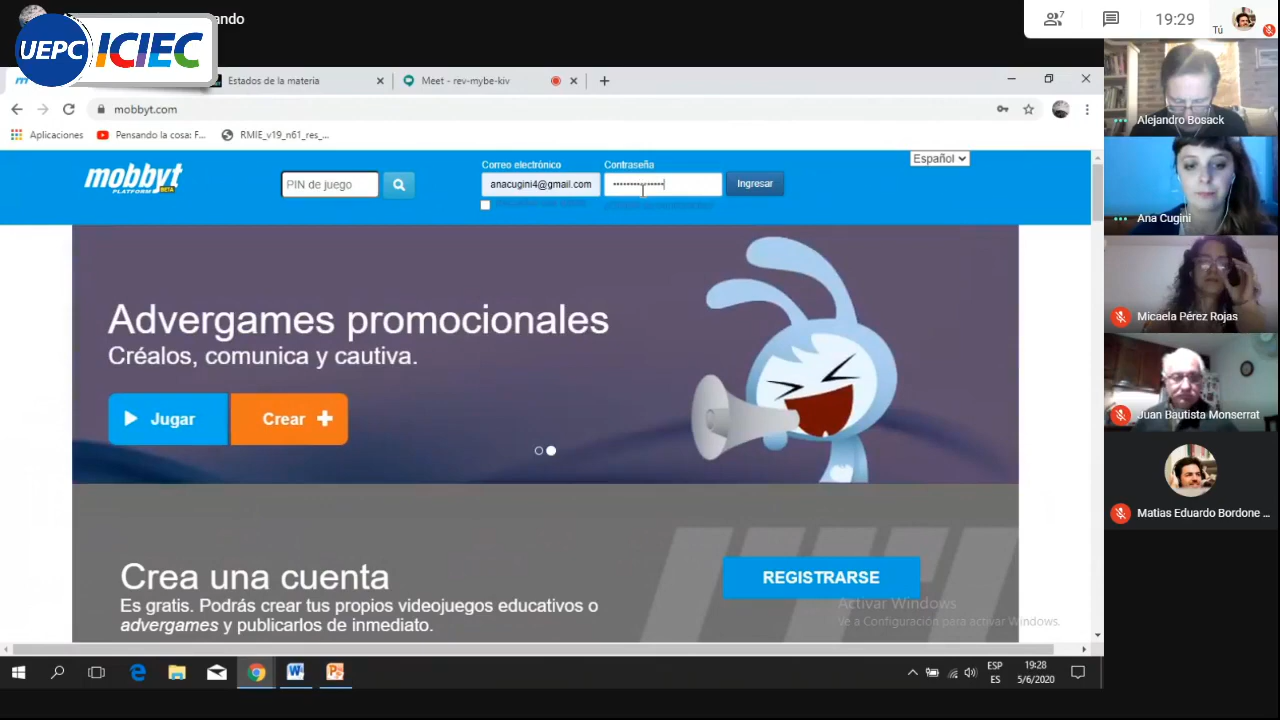 ando
7
19:29
Tú
UEPC ICIEC
Estados de la materia
Meet - rev-mybe-kiv
mobbyt.com
Aplicaciones
Pensando la cosa: F...
RMIE_v19_n61_res_...
Alejandro Bosack
Español
mobbyt
PLATFORM BETA
Correo electrónico
Contraseña
PIN de juego
anacugini4@gmail.com
Ingresar
Ana Cugini
Advergames promocionales
Créalos, comunica y cautiva.
Micaela Pérez Rojas
Jugar
Crear
Juan Bautista Monserrat
Matias Eduardo Bordone ...
Crea una cuenta
Es gratis. Podrás crear tus propios videojuegos educativos o
advergames y publicarlos de inmediato.
REGISTRARSE
Activar Windows
Ve a Configuración para activar Windows.
ESP
ES
19:28
5/6/2020